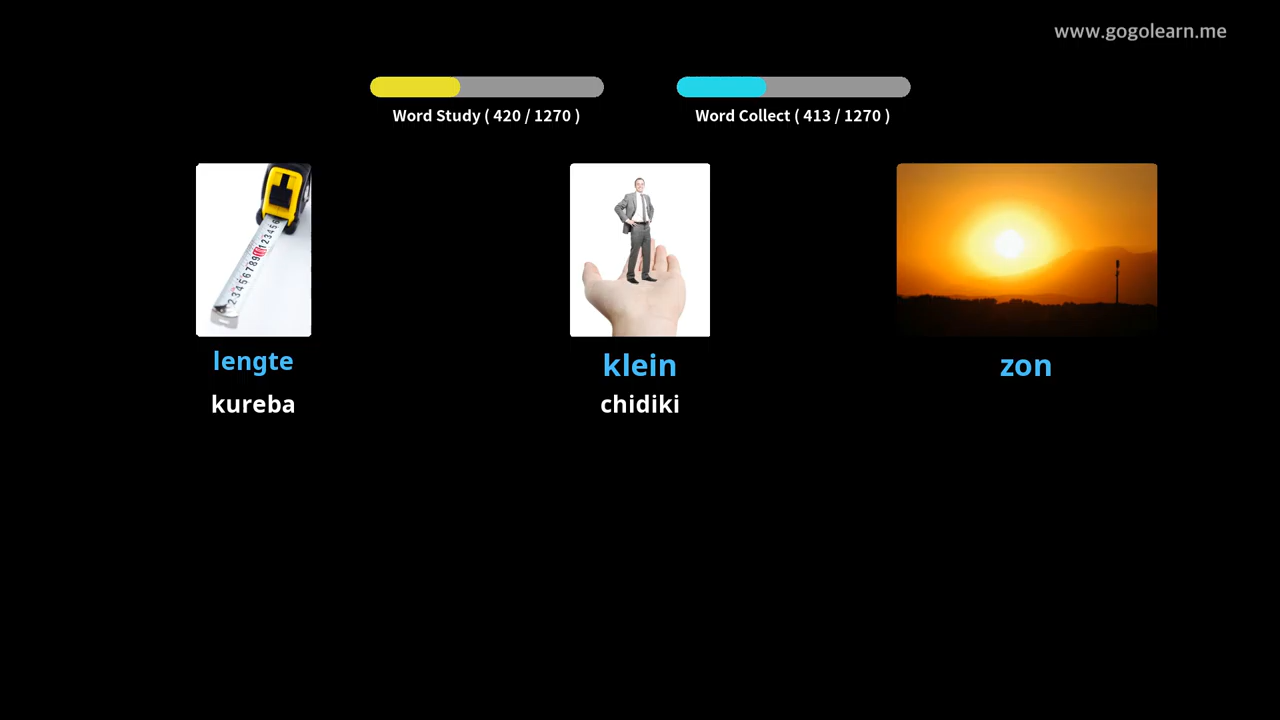 www.gogolearn.me
Word Study ( 420 / 1270 )
Word Collect ( 413 / 1270 )
lengte
kureba
klein
chidiki
zon